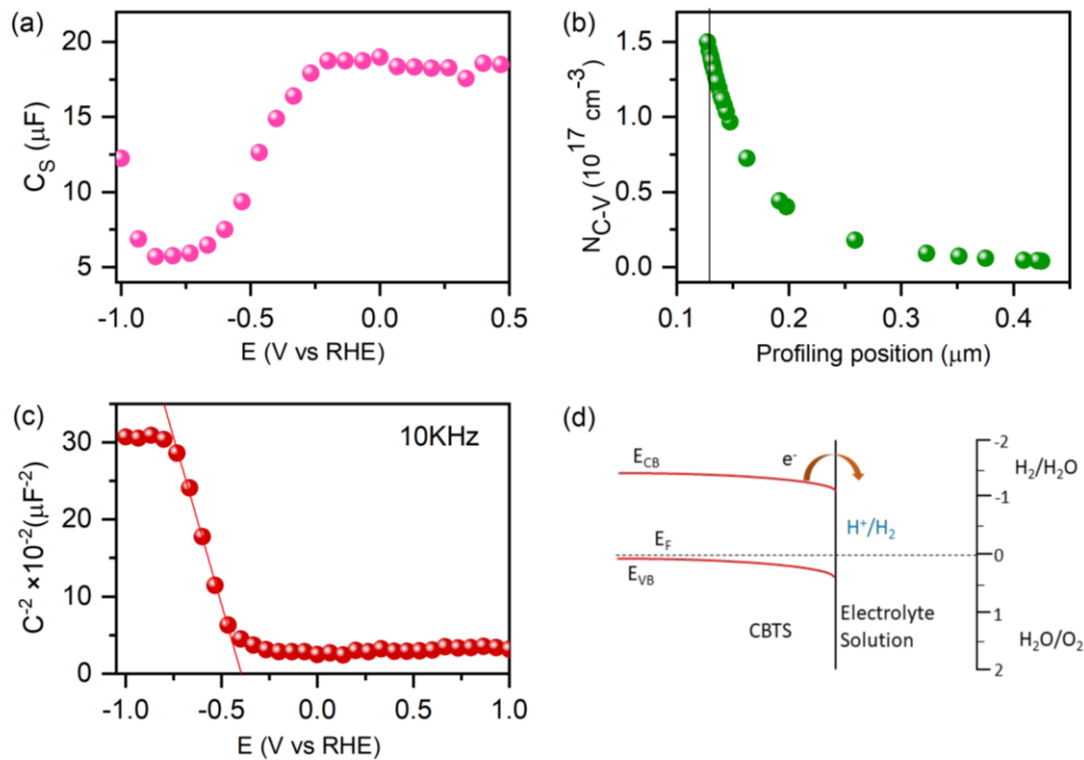 (a)
20
15
10
5
C_S (μF)
-1.0 -0.5 0.0 0.5
E (V vs RHE)
(b)
1.5
1.0
0.5
0.0
N_C-V (10^17 cm^-3)
0.1 0.2 0.3 0.4
Profiling position (μm)
(c)
10KHz
30
20
10
0
C^-2 ×10^-2(μF^-2)
-1.0 -0.5 0.0 0.5 1.0
E (V vs RHE)
(d)
E_CB
e^-
H^+/H_2
E_F
E_VB
CBTS
Electrolyte
Solution
-2
-1
0
1
2
H_2/H_2O
H_2O/O_2